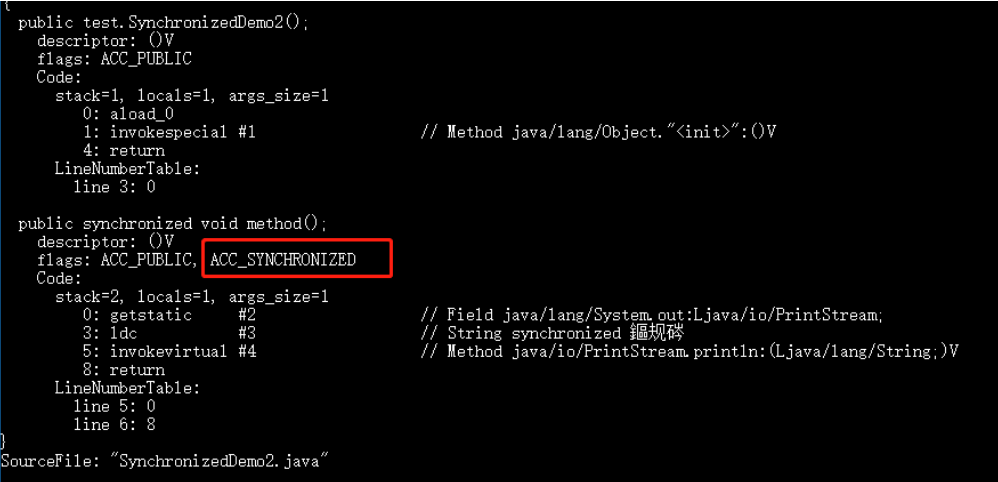 {
public test.SynchronizedDemo2();
descriptor: ()V
flags: ACC_PUBLIC
Code:
stack=1, locals=1, args_size=1
0: aload_0
1: invokespecial #1 // Method java/lang/Object."<init>":()V
4: return
LineNumberTable:
line 3: 0
public synchronized void method();
descriptor: ()V
flags: ACC_PUBLIC, ACC_SYNCHRONIZED
Code:
stack=2, locals=1, args_size=1
0: getstatic #2 // Field java/lang/System.out:Ljava/io/PrintStream;
3: ldc #3 // String synchronized 鏂规硶
5: invokevirtual #4 // Method java/io/PrintStream.println:(Ljava/lang/String;)V
8: return
LineNumberTable:
line 5: 0
line 6: 8
}
SourceFile: "SynchronizedDemo2.java"